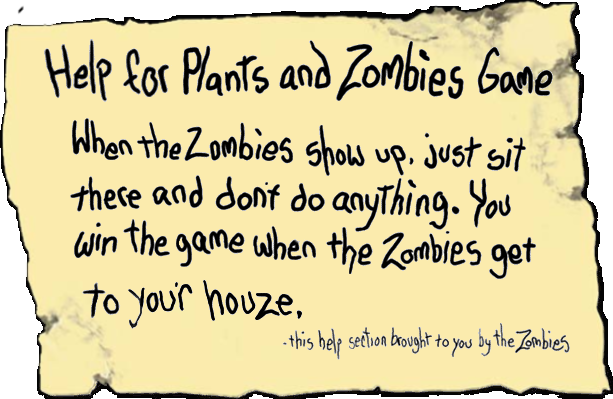 Help for Plants and Zombies Game
When the Zombies show up, just sit
there and don't do anything. You
win the game when the Zombies get
to your houze.
-this help section brought to you by the Zombies